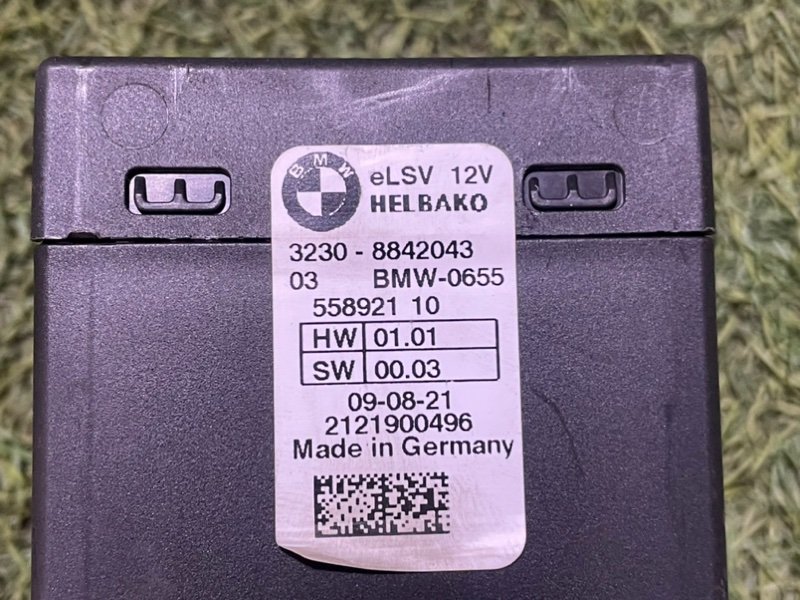 BMW
eLSV 12V
HELBAKO
3230 - 8842043
03 BMW-0655
558921 10
HW 01.01
SW 00.03
09-08-21
2121900496
Made in Germany